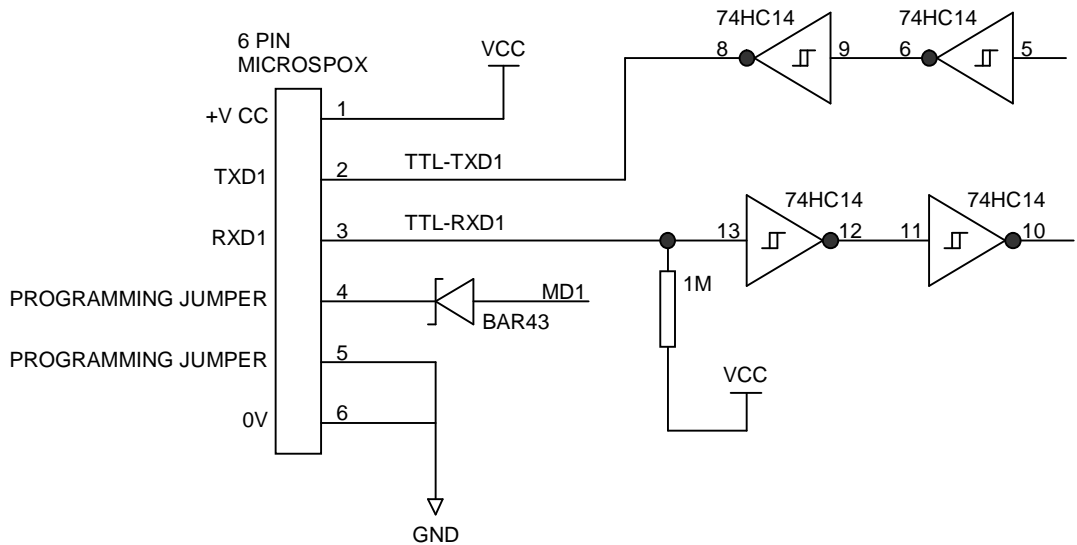 74HC14
74HC14
6 PIN
MICROSPOX
VCC
8
9
6
5
+V CC
1
TXD1
2
TTL-TXD1
RXD1
3
TTL-RXD1
74HC14
74HC14
13
12
11
10
PROGRAMMING JUMPER
4
MD1
BAR43
1M
PROGRAMMING JUMPER
5
VCC
0V
6
GND